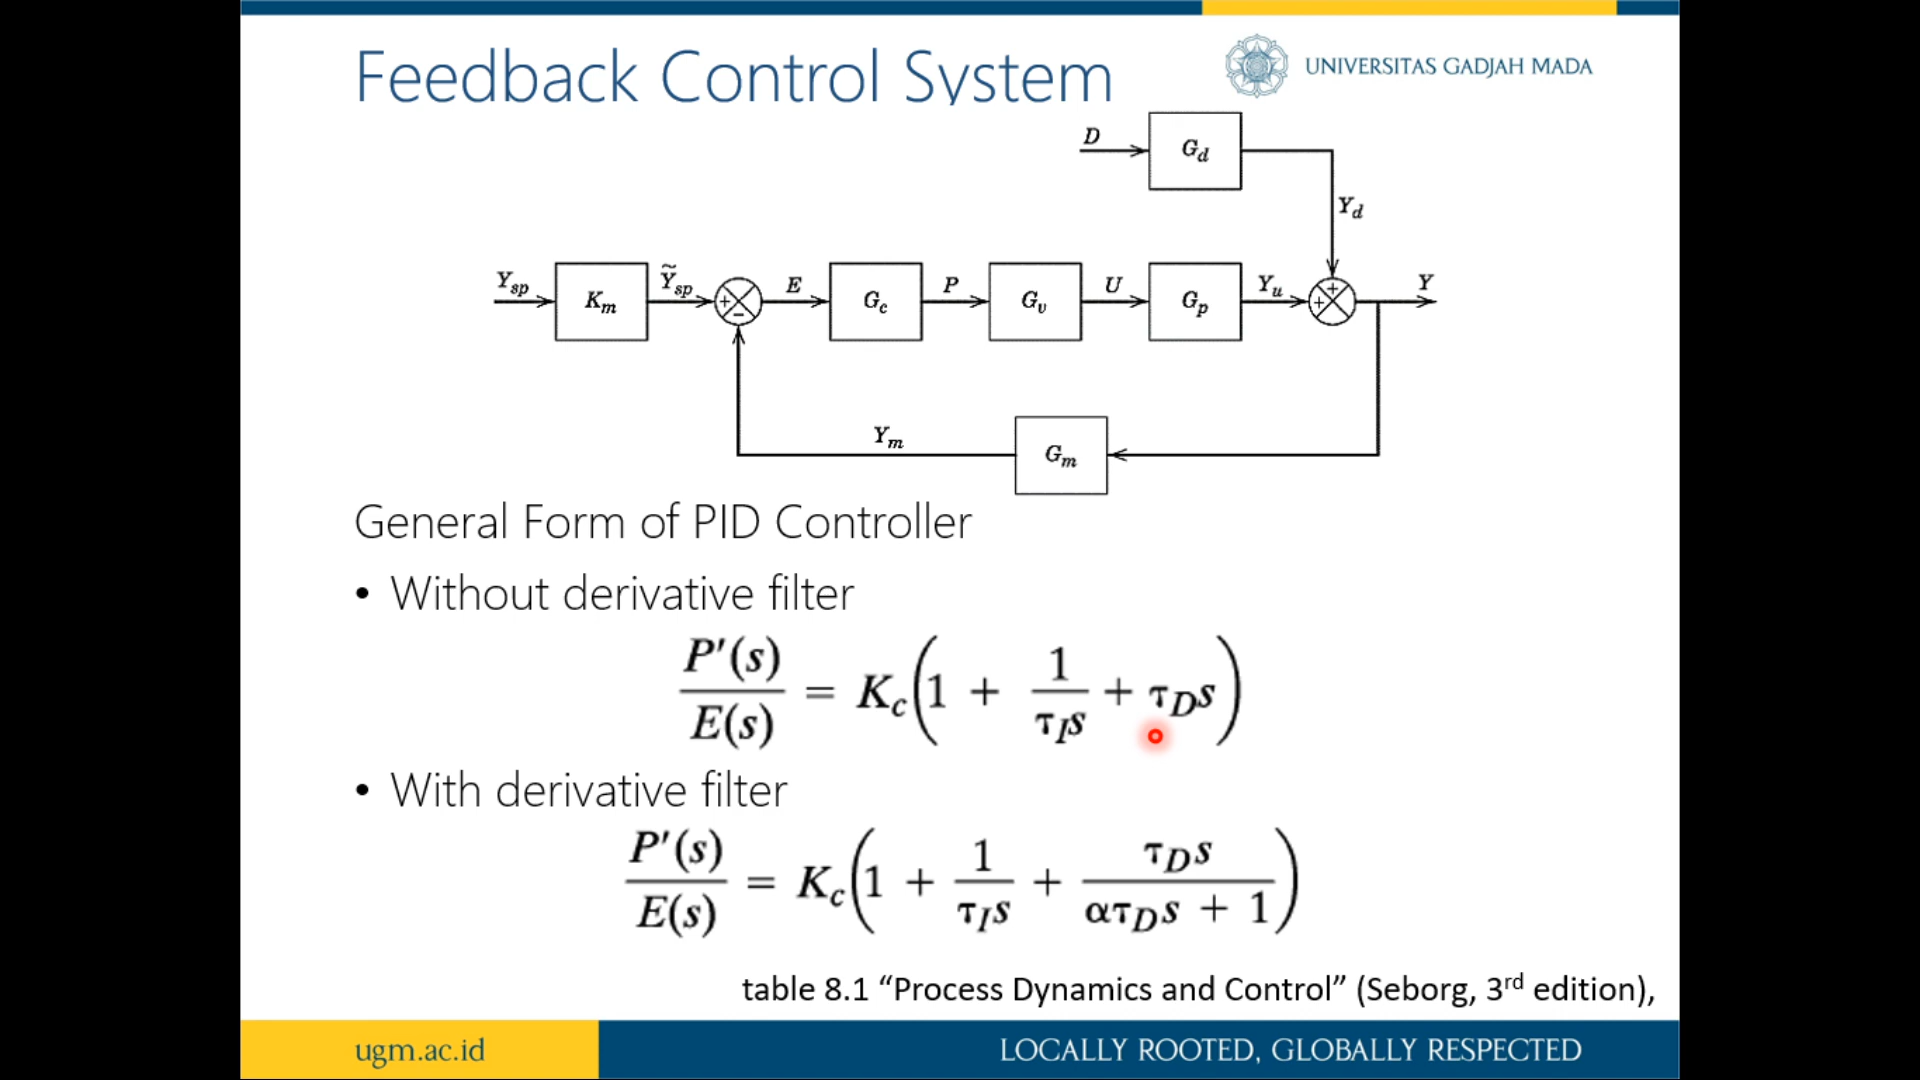 Feedback Control System
UNIVERSITAS GADJAH MADA
D
G_d
Y_d
Y_sp
K_m
Ỹ_sp
+
−
E
G_c
P
G_v
U
G_p
Y_u
+
+
Y
Y_m
G_m
General Form of PID Controller
• Without derivative filter
P'(s)/E(s) = K_c(1 + 1/(τ_I s) + τ_D s)
• With derivative filter
P'(s)/E(s) = K_c(1 + 1/(τ_I s) + τ_D s/(ατ_D s + 1))
table 8.1 “Process Dynamics and Control” (Seborg, 3rd edition),
ugm.ac.id
LOCALLY ROOTED, GLOBALLY RESPECTED